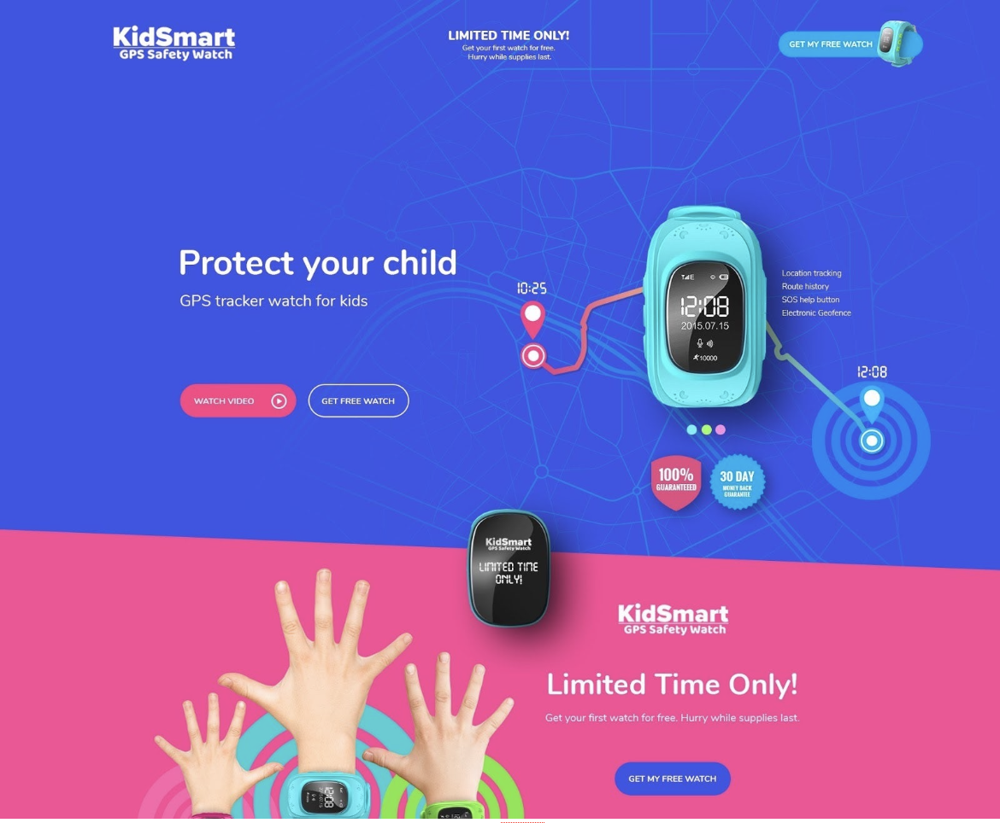 KidSmart
GPS Safety Watch
LIMITED TIME ONLY!
Get your first watch for free.
Hurry while supplies last.
GET MY FREE WATCH
Protect your child
GPS tracker watch for kids
WATCH VIDEO
GET FREE WATCH
10:25
12:08
2015.07.15
10000
Location tracking
Route history
SOS help button
Electronic Geofence
12:08
100%
GUARANTEEED
30 DAY
MONEY BACK
GUARANTEE
KidSmart
GPS Safety Watch
LIMITED TIME
ONLY!
KidSmart
GPS Safety Watch
Limited Time Only!
Get your first watch for free. Hurry while supplies last.
GET MY FREE WATCH
12:08